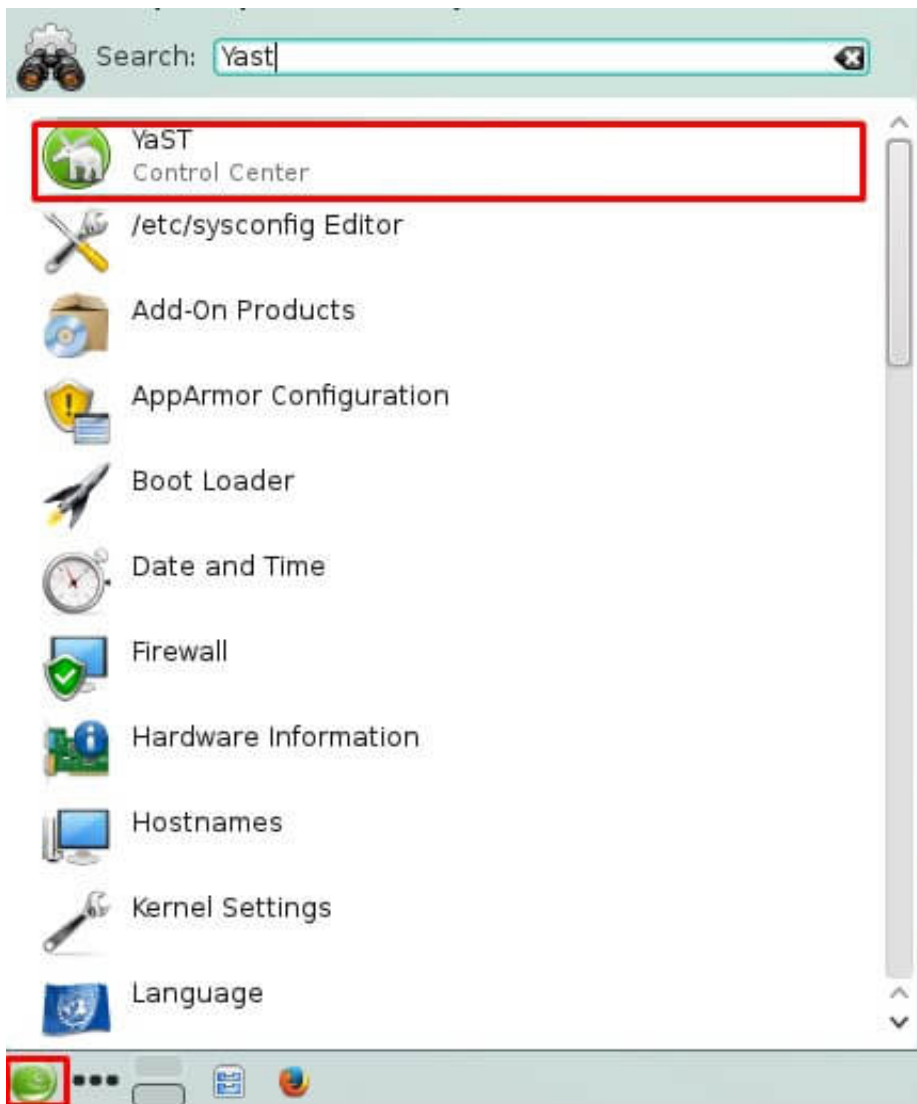 Search: Yast
YaST
Control Center
/etc/sysconfig Editor
Add-On Products
AppArmor Configuration
Boot Loader
Date and Time
Firewall
Hardware Information
Hostnames
Kernel Settings
Language